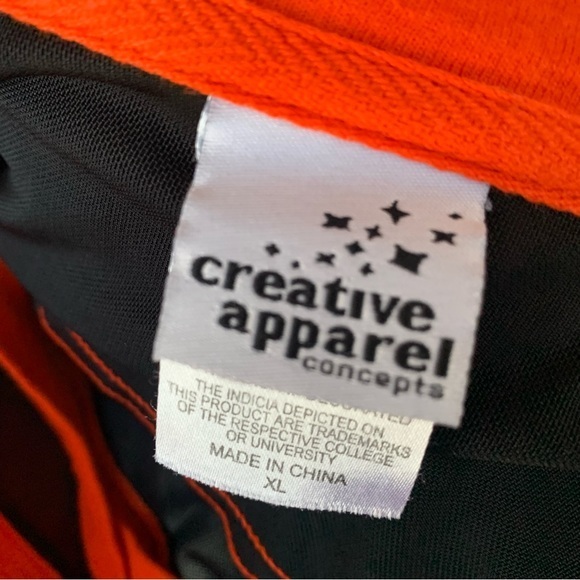 creative
apparel
concepts
THE INDICIA DEPICTED ON
THIS PRODUCT ARE TRADEMARKS
OF THE RESPECTIVE COLLEGE
OR UNIVERSITY
MADE IN CHINA
XL